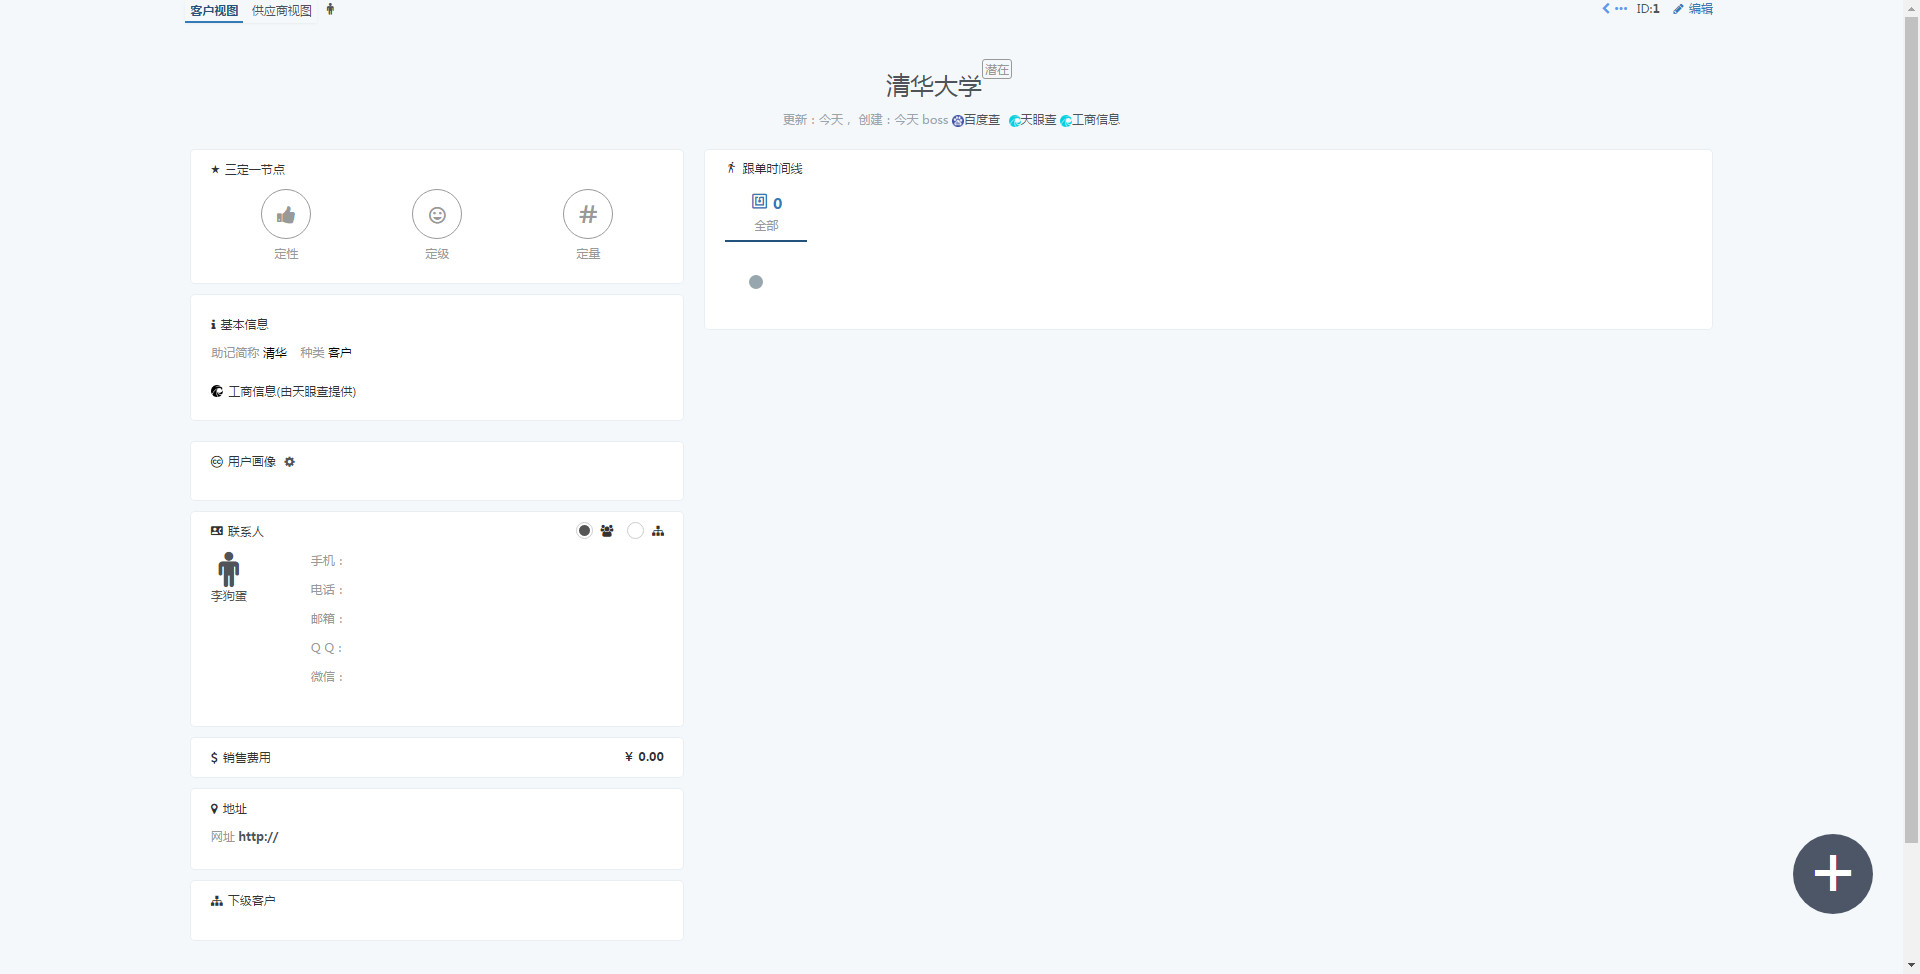 客户视图 供应商视图
ID:1 编辑
清华大学 潜在
更新：今天， 创建：今天 boss 百度查 天眼查 工商信息
三定一节点
定性 定级 定量
基本信息
助记简称 清华 种类 客户
工商信息(由天眼查提供)
用户画像
联系人
李狗蛋
手机：
电话：
邮箱：
Q Q：
微信：
销售费用 ¥ 0.00
地址
网址 http://
下级客户
跟单时间线
0
全部